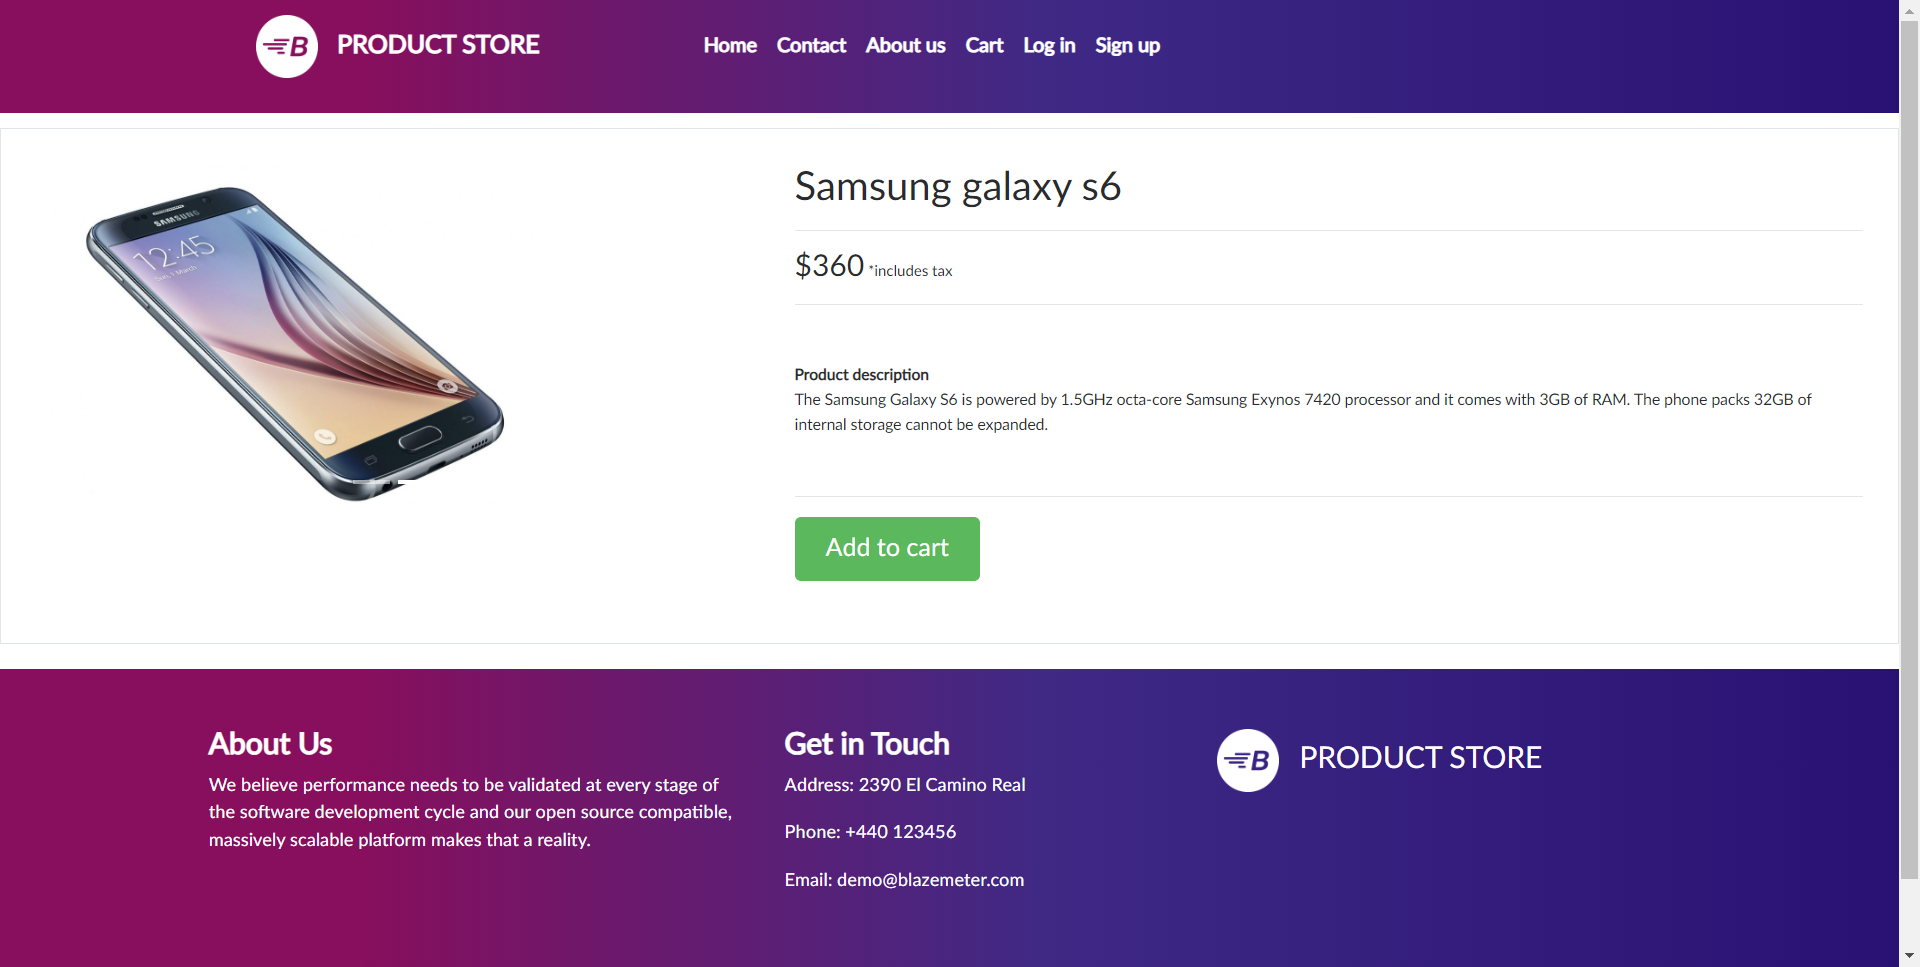 B PRODUCT STORE
Home Contact About us Cart Log in Sign up
SAMSUNG
12:45
Sun, 1 March
Samsung galaxy s6
$360 *includes tax
Product description
The Samsung Galaxy S6 is powered by 1.5GHz octa-core Samsung Exynos 7420 processor and it comes with 3GB of RAM. The phone packs 32GB of
internal storage cannot be expanded.
Add to cart
About Us
We believe performance needs to be validated at every stage of
the software development cycle and our open source compatible,
massively scalable platform makes that a reality.
Get in Touch
Address: 2390 El Camino Real
Phone: +440 123456
Email: demo@blazemeter.com
B PRODUCT STORE